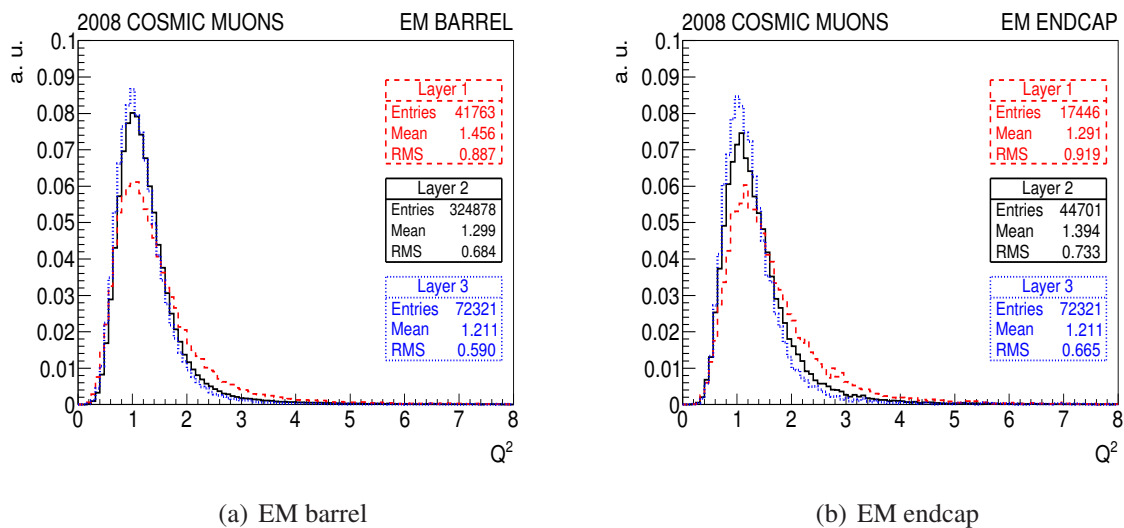 2008 COSMIC MUONS EM BARREL
a. u.
0.1
0.09
0.08
0.07
0.06
0.05
0.04
0.03
0.02
0.01
0
0 1 2 3 4 5 6 7 8
Q²
Layer 1
Entries 41763
Mean 1.456
RMS 0.887
Layer 2
Entries 324878
Mean 1.299
RMS 0.684
Layer 3
Entries 72321
Mean 1.211
RMS 0.590
(a) EM barrel
2008 COSMIC MUONS EM ENDCAP
a. u.
0.1
0.09
0.08
0.07
0.06
0.05
0.04
0.03
0.02
0.01
0
0 1 2 3 4 5 6 7 8
Q²
Layer 1
Entries 17446
Mean 1.291
RMS 0.919
Layer 2
Entries 44701
Mean 1.394
RMS 0.733
Layer 3
Entries 72321
Mean 1.211
RMS 0.665
(b) EM endcap